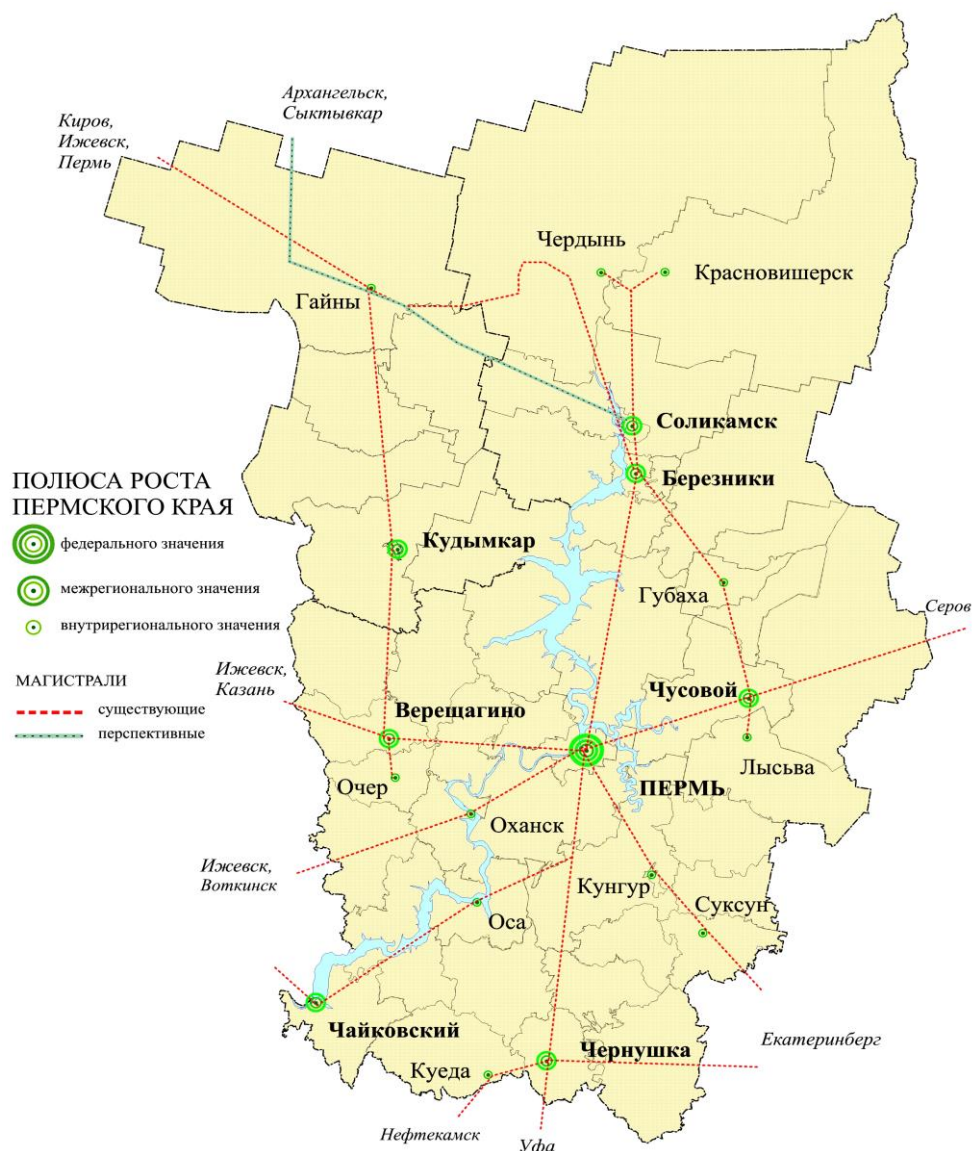 Архангельск,
Сыктывкар
Киров,
Ижевск,
Пермь
Чердынь
Красновишерск
Гайны
Соликамск
Березники
ПОЛЮСА РОСТА
ПЕРМСКОГО КРАЯ
федерального значения
межрегионального значения
внутрирегионального значения
МАГИСТРАЛИ
существующие
перспективные
Кудымкар
Губаха
Серов
Ижевск,
Казань
Чусовой
Верещагино
Лысьва
Очер
ПЕРМЬ
Оханск
Ижевск,
Воткинск
Кунгур
Суксун
Оса
Чайковский
Чернушка
Екатеринберг
Куеда
Нефтекамск
Уфа